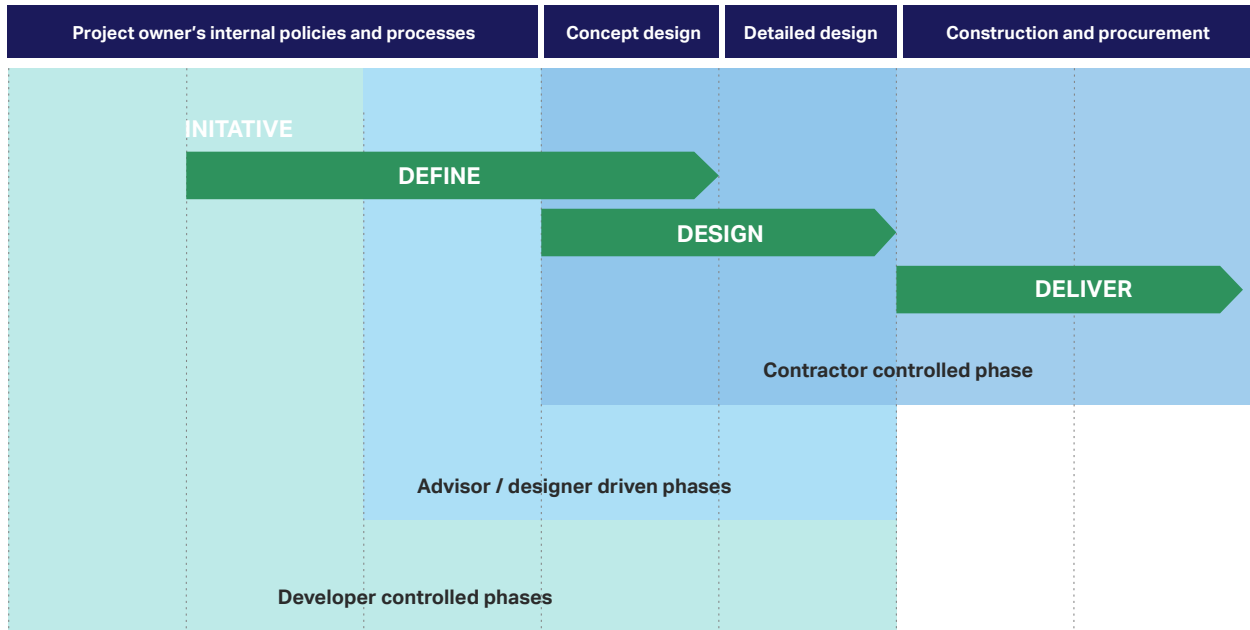 Project owner's internal policies and processes
Concept design
Detailed design
Construction and procurement
INITATIVE
DEFINE
DESIGN
DELIVER
Contractor controlled phase
Advisor / designer driven phases
Developer controlled phases